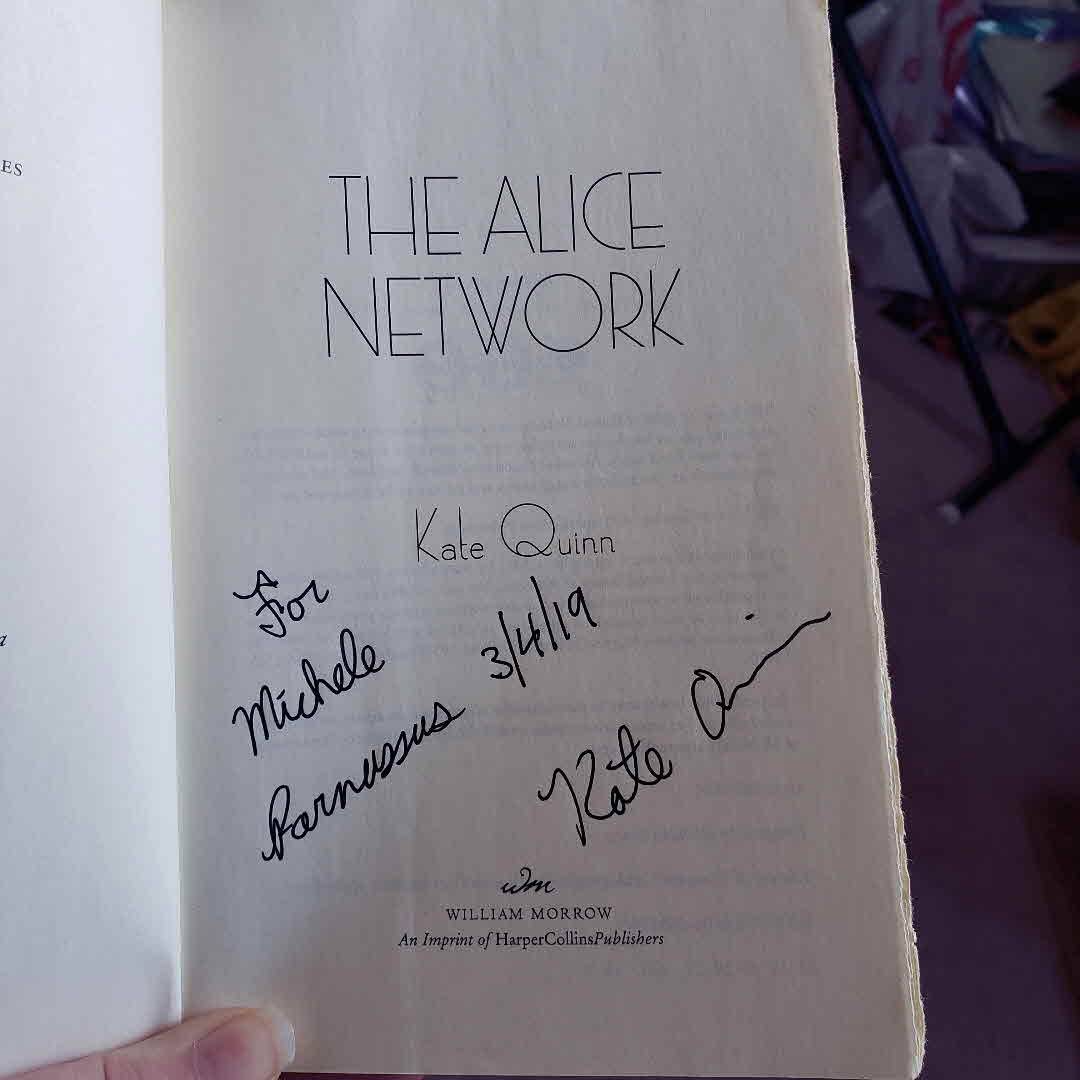 ES
THE ALICE
NETWORK
Kate Quinn
For
Michele
3/4/19
Parnassus
Kate Quinn
wm
WILLIAM MORROW
An Imprint of HarperCollinsPublishers